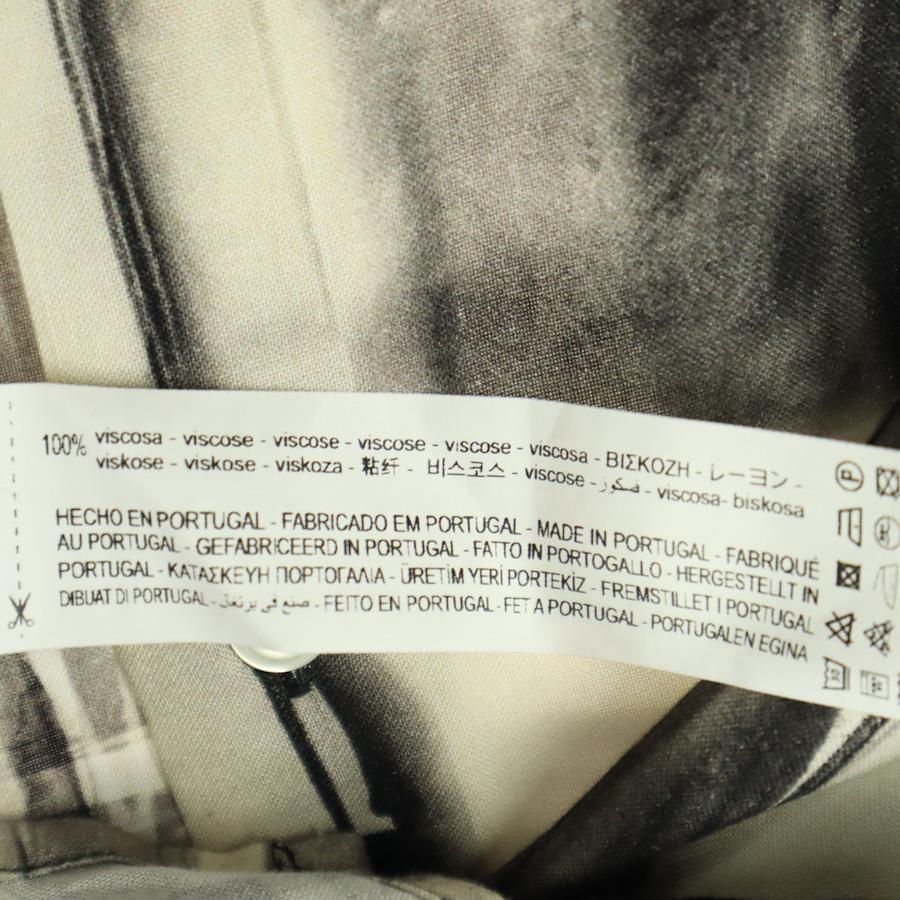 100% viscosa - viscose - viscose - viscose - viscose - viscosa - ΒΙΣΚΟΖΗ - レーヨン -
viskose - viskose - viskoza - 粘纤 - 비스코스 - viscose - فسكوز - viscosa- biskosa
HECHO EN PORTUGAL - FABRICADO EM PORTUGAL - MADE IN PORTUGAL - FABRIQUÉ
AU PORTUGAL - GEFABRICEERD IN PORTUGAL - FATTO IN PORTOGALLO - HERGESTELLT IN
PORTUGAL - ΚΑΤΑΣΚΕΥΗ ΠΟΡΤΟΓΑΛΙΑ - ÜRETİM YERİ PORTEKİZ - FREMSTILLET I PORTUGAL
DIBUAT DI PORTUGAL - صنع في برتغال - FEITO EN PORTUGAL - FET A PORTUGAL - PORTUGALEN EGINA
P